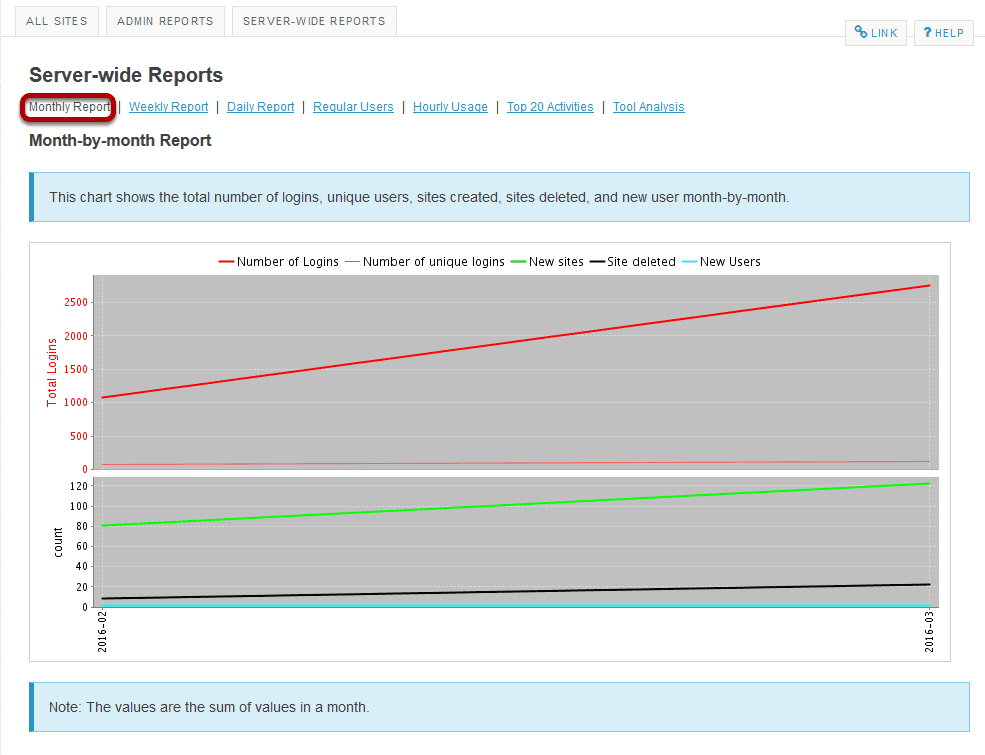 ALL SITES ADMIN REPORTS SERVER-WIDE REPORTS
LINK ? HELP
Server-wide Reports
Monthly Report | Weekly Report | Daily Report | Regular Users | Hourly Usage | Top 20 Activities | Tool Analysis
Month-by-month Report
This chart shows the total number of logins, unique users, sites created, sites deleted, and new user month-by-month.
Number of Logins Number of unique logins New sites Site deleted New Users
Total Logins
2500
2000
1500
1000
500
0
count
120
100
80
60
40
20
0
2016-02 2016-03
Note: The values are the sum of values in a month.